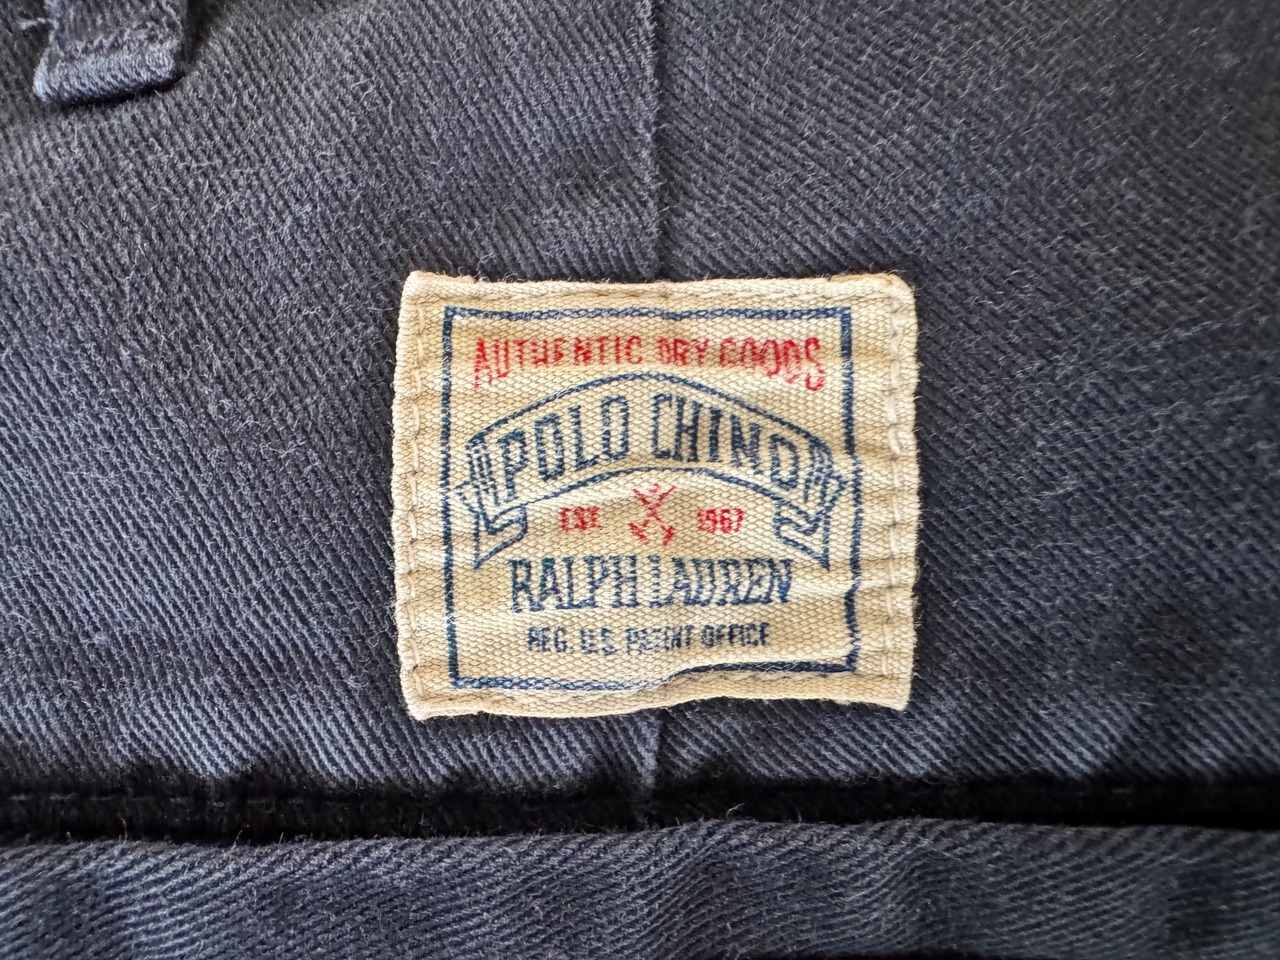 AUTHENTIC DRY GOODS
POLO CHINO
EST. 1967
RALPH LAUREN
REG. U.S. PATENT OFFICE